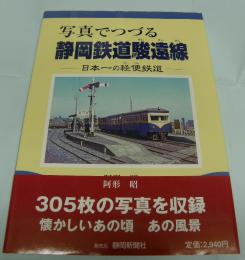 写真でつづる
静岡鉄道駿遠線
日本一の軽便鉄道
阿形 昭
305枚の写真を収録
懐かしいあの頃 あの風景
発売元 静岡新聞社
定価:2,940円